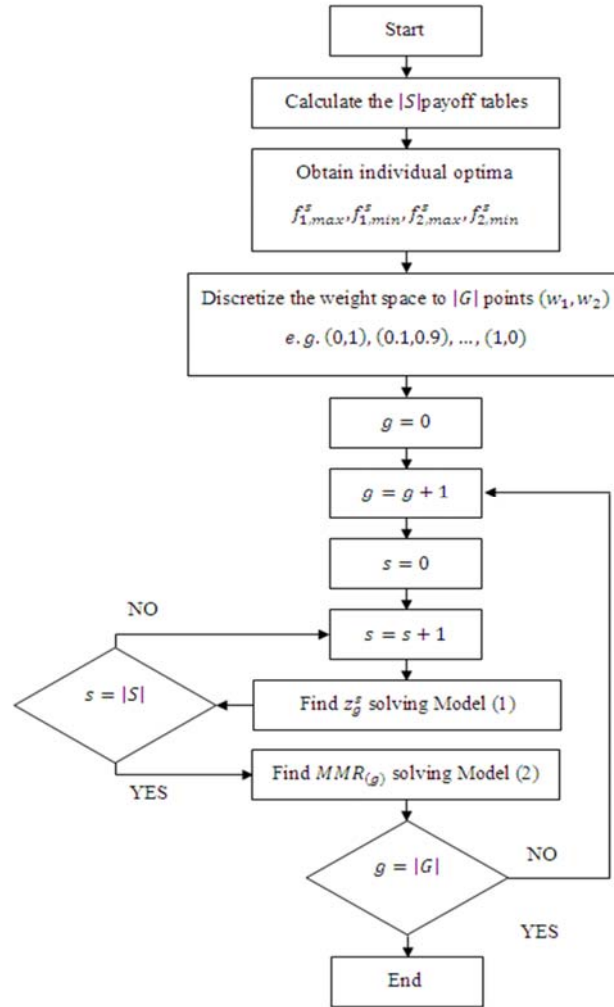 Start
Calculate the |S|payoff tables
Obtain individual optima
f^s_{1,max}, f^s_{1,min}, f^s_{2,max}, f^s_{2,min}
Discretize the weight space to |G| points (w_1, w_2)
e. g. (0,1), (0.1,0.9), ..., (1,0)
g = 0
g = g + 1
s = 0
NO
s = s + 1
s = |S|
Find z^s_g solving Model (1)
YES
Find MMR_{(g)} solving Model (2)
g = |G|
NO
YES
End